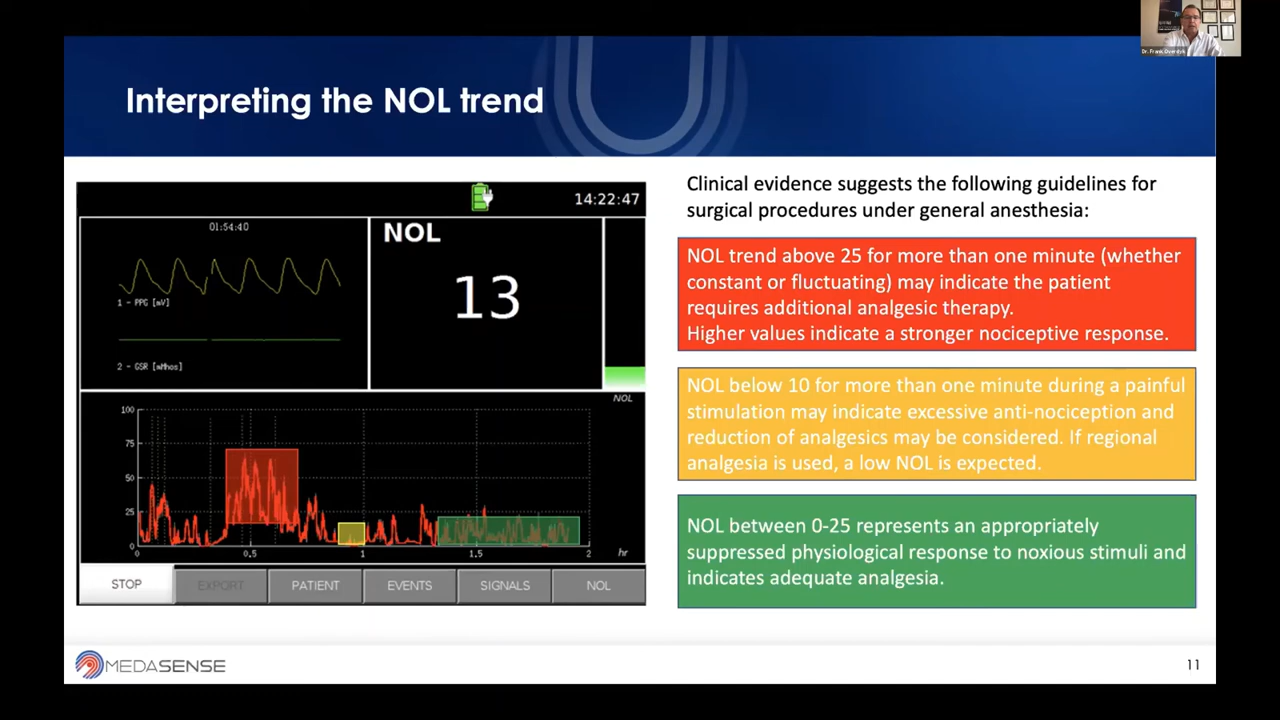 Dr. Frank Overdyk
Interpreting the NOL trend
14:22:47
01:54:40
1 - PPG [mV]
2 - GSR [mMhos]
NOL
13
NOL
100
75
50
25
0
0
0.5
1
1.5
2
hr
STOP
EXPORT
PATIENT
EVENTS
SIGNALS
NOL
Clinical evidence suggests the following guidelines for
surgical procedures under general anesthesia:
NOL trend above 25 for more than one minute (whether
constant or fluctuating) may indicate the patient
requires additional analgesic therapy.
Higher values indicate a stronger nociceptive response.
NOL below 10 for more than one minute during a painful
stimulation may indicate excessive anti-nociception and
reduction of analgesics may be considered. If regional
analgesia is used, a low NOL is expected.
NOL between 0-25 represents an appropriately
suppressed physiological response to noxious stimuli and
indicates adequate analgesia.
MEDASENSE
11